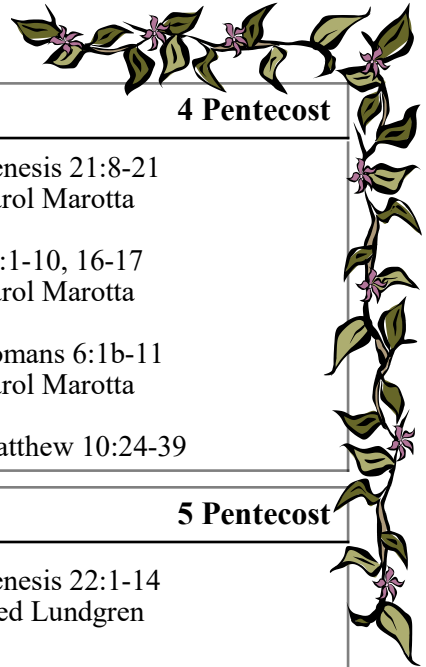 4 Pentecost
enesis 21:8-21
arol Marotta
:1-10, 16-17
arol Marotta
omans 6:1b-11
arol Marotta
atthew 10:24-39
5 Pentecost
enesis 22:1-14
ed Lundgren